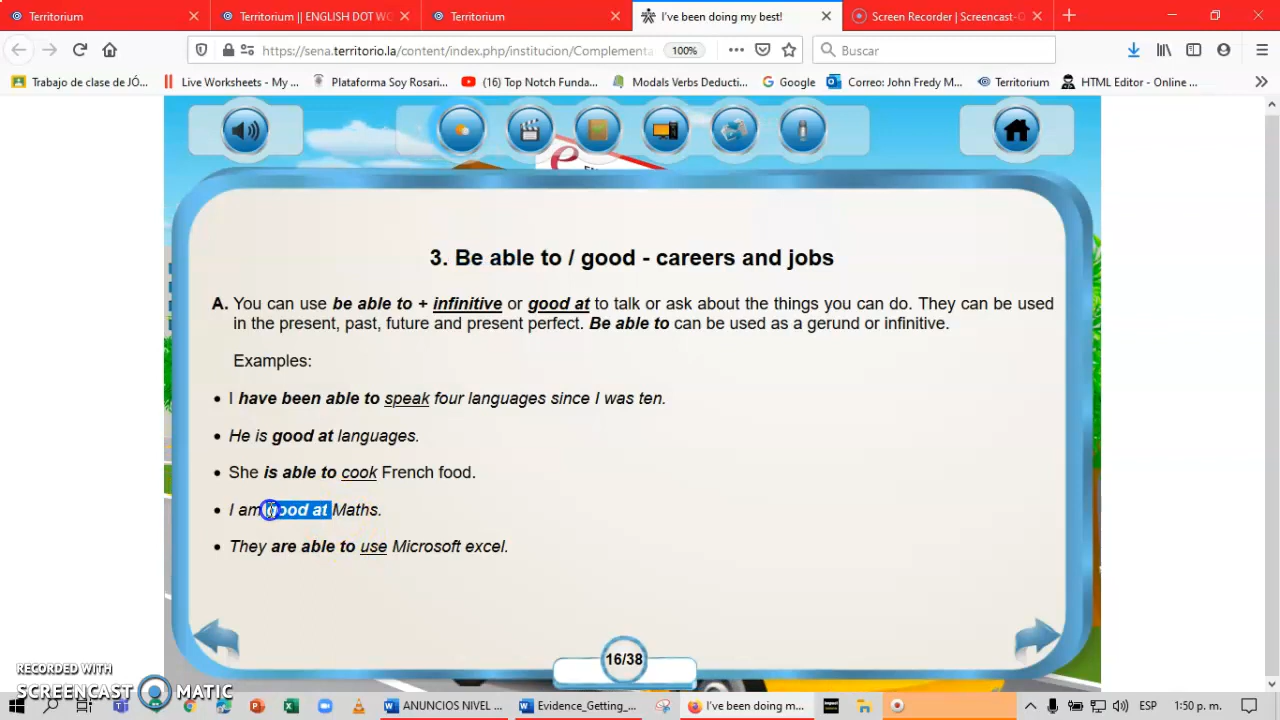 Territorium
Territorium || ENGLISH DOT WO
Territorium
I've been doing my best!
Screen Recorder | Screencast-O
https://sena.territorio.la/content/index.php/institucion/Complementa
100%
Buscar
Trabajo de clase de JÓ...
Live Worksheets - My ...
Plataforma Soy Rosari...
(16) Top Notch Funda...
Modals Verbs Deducti...
Google
Correo: John Fredy M...
Territorium
HTML Editor - Online ...
3. Be able to / good - careers and jobs
A. You can use be able to + infinitive or good at to talk or ask about the things you can do. They can be used
in the present, past, future and present perfect. Be able to can be used as a gerund or infinitive.
Examples:
• I have been able to speak four languages since I was ten.
• He is good at languages.
• She is able to cook French food.
• I am good at Maths.
• They are able to use Microsoft excel.
16/38
RECORDED WITH
SCREENCAST MATIC
ANUNCIOS NIVEL ...
Evidence_Getting_...
I've been doing m...
ESP
1:50 p. m.